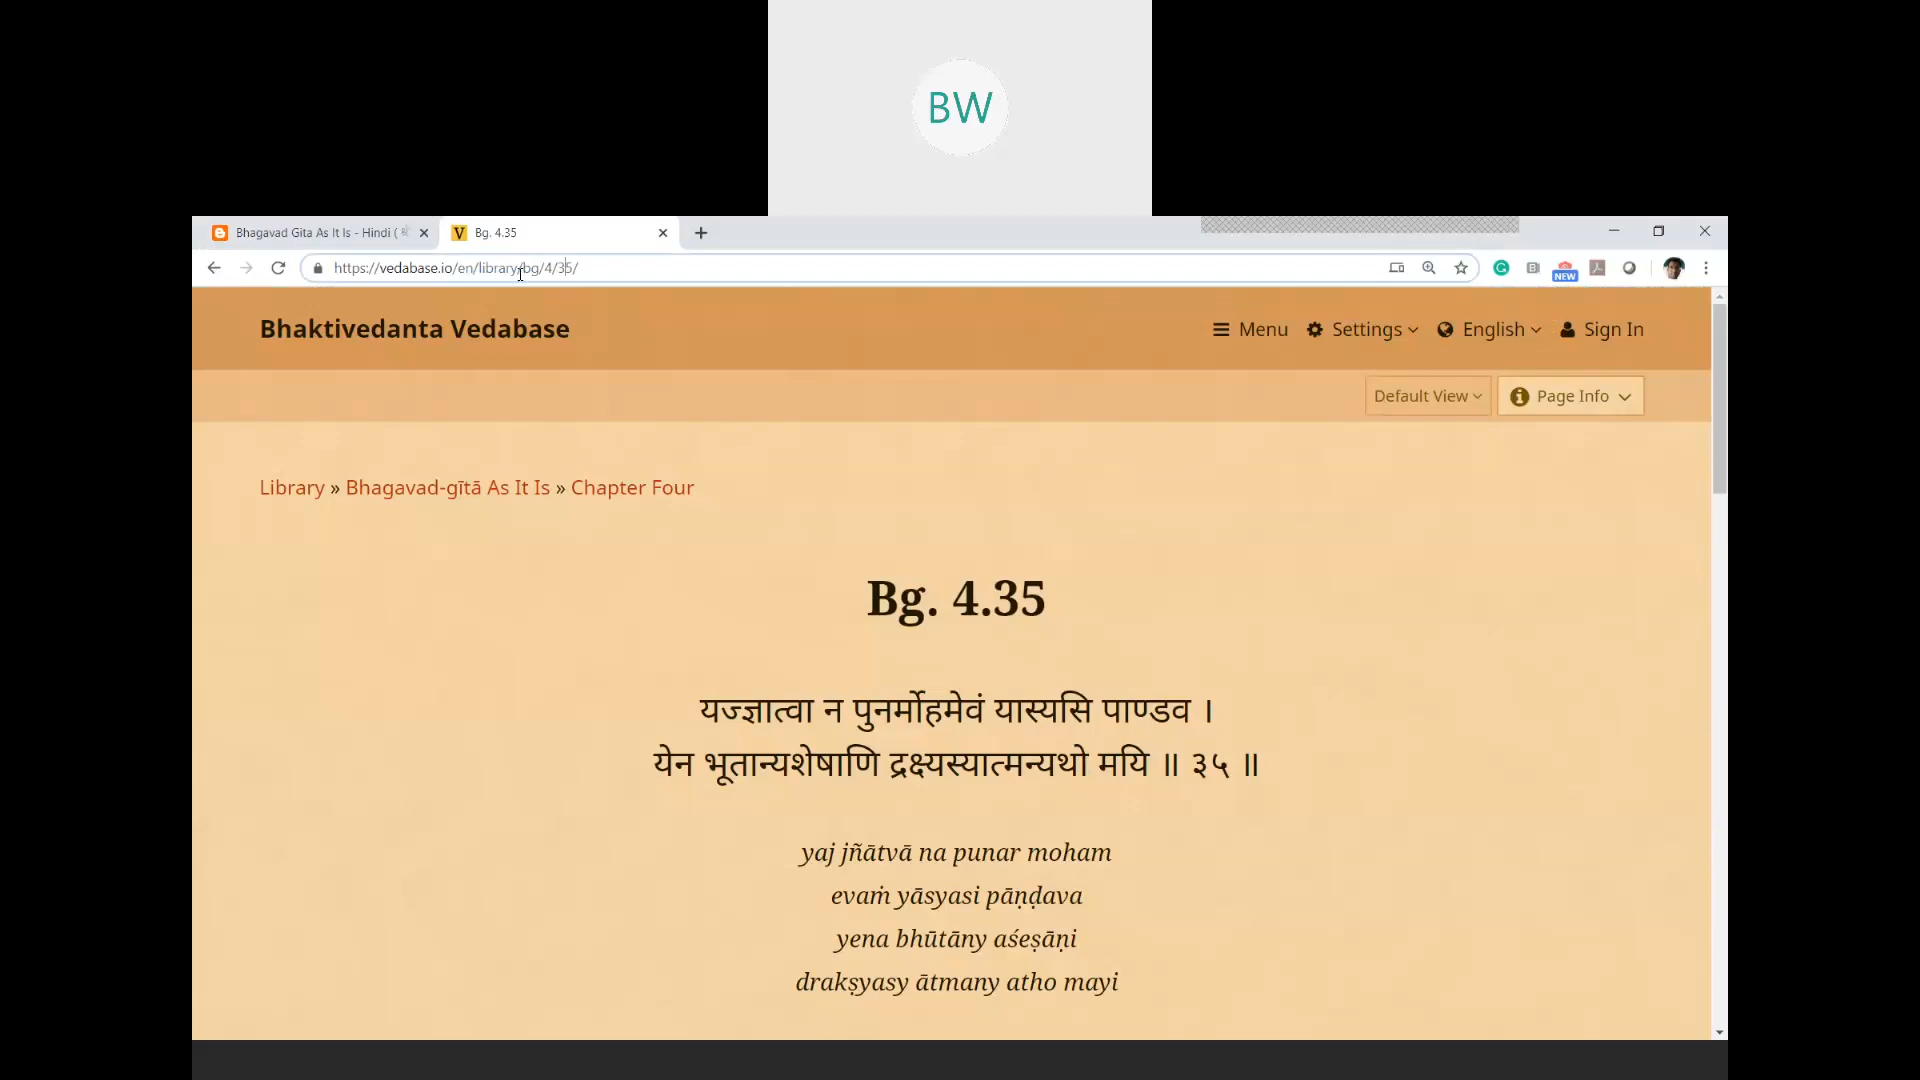 BW
Bhagavad Gita As It Is - Hindi (
Bg. 4.35
https://vedabase.io/en/library/bg/4/35/
NEW
Bhaktivedanta Vedabase
Menu Settings English Sign In
Default View Page Info
Library » Bhagavad-gītā As It Is » Chapter Four
Bg. 4.35
यज्ज्ञात्वा न पुनर्मोहमेवं यास्यसि पाण्डव ।
येन भूतान्यशेषाणि द्रक्ष्यस्यात्मन्यथो मयि ॥ ३५ ॥
yaj jñātvā na punar moham
evaṁ yāsyasi pāṇḍava
yena bhūtāny aśeṣāṇi
drakṣyasy ātmany atho mayi